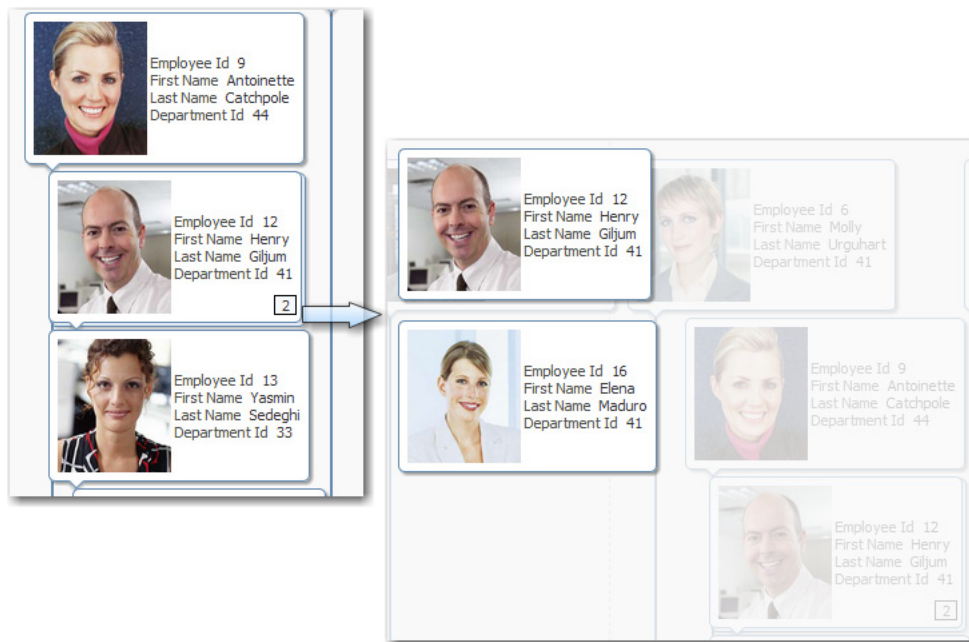 Employee Id 9
First Name Antoinette
Last Name Catchpole
Department Id 44
Employee Id 12
First Name Henry
Last Name Giljum
Department Id 41
2
Employee Id 13
First Name Yasmin
Last Name Sedeghi
Department Id 33
Employee Id 12
First Name Henry
Last Name Giljum
Department Id 41
Employee Id 16
First Name Elena
Last Name Maduro
Department Id 41
Employee Id 6
First Name Molly
Last Name Urguhart
Department Id 41
Employee Id 9
First Name Antoinette
Last Name Catchpole
Department Id 44
Employee Id 12
First Name Henry
Last Name Giljum
Department Id 41
2